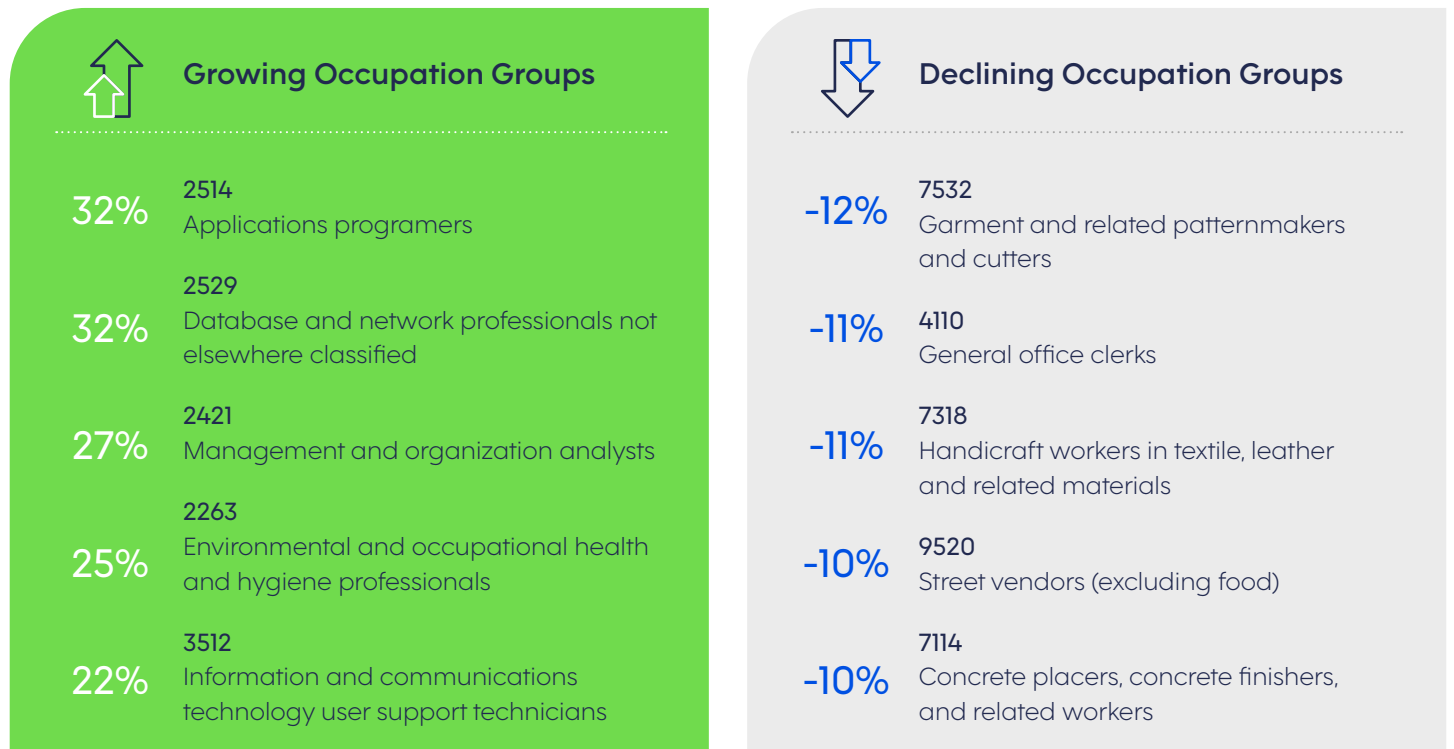 Growing Occupation Groups
32%
2514
Applications programers
32%
2529
Database and network professionals not
elsewhere classified
27%
2421
Management and organization analysts
25%
2263
Environmental and occupational health
and hygiene professionals
22%
3512
Information and communications
technology user support technicians
Declining Occupation Groups
-12%
7532
Garment and related patternmakers
and cutters
-11%
4110
General office clerks
-11%
7318
Handicraft workers in textile, leather
and related materials
-10%
9520
Street vendors (excluding food)
-10%
7114
Concrete placers, concrete finishers,
and related workers